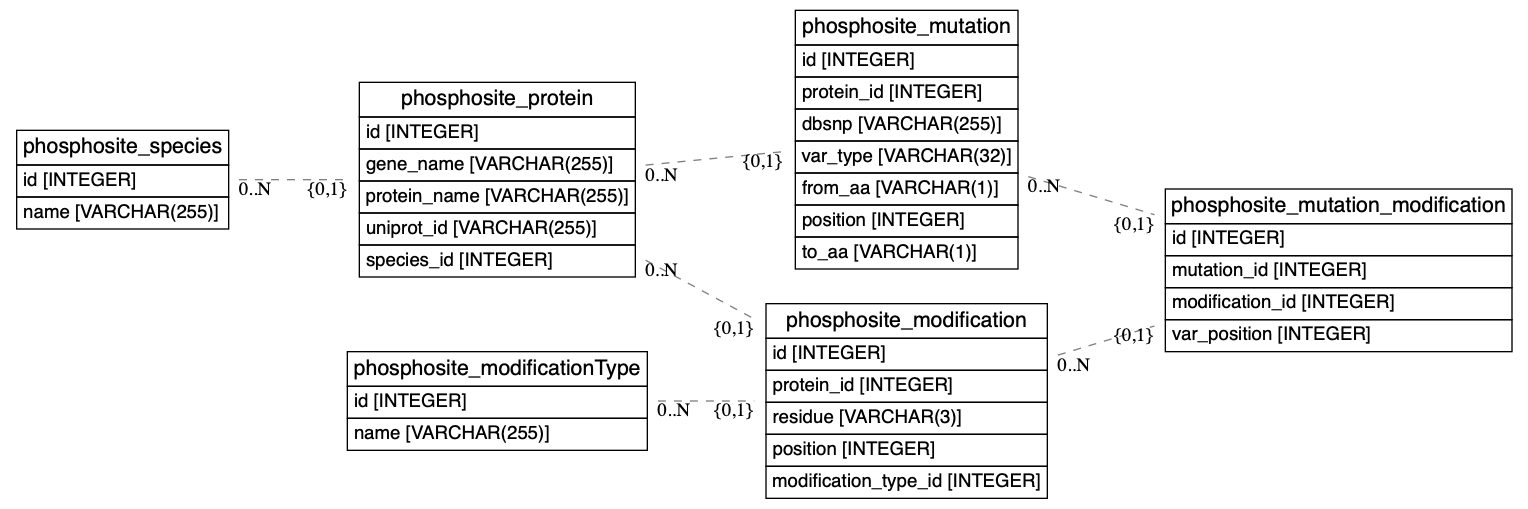 phosphosite_species
id [INTEGER]
name [VARCHAR(255)]
0..N
{0,1}
phosphosite_protein
id [INTEGER]
gene_name [VARCHAR(255)]
protein_name [VARCHAR(255)]
uniprot_id [VARCHAR(255)]
species_id [INTEGER]
0..N
{0,1}
0..N
{0,1}
phosphosite_modificationType
id [INTEGER]
name [VARCHAR(255)]
0..N
{0,1}
phosphosite_mutation
id [INTEGER]
protein_id [INTEGER]
dbsnp [VARCHAR(255)]
var_type [VARCHAR(32)]
from_aa [VARCHAR(1)]
position [INTEGER]
to_aa [VARCHAR(1)]
0..N
{0,1}
phosphosite_modification
id [INTEGER]
protein_id [INTEGER]
residue [VARCHAR(3)]
position [INTEGER]
modification_type_id [INTEGER]
0..N
{0,1}
phosphosite_mutation_modification
id [INTEGER]
mutation_id [INTEGER]
modification_id [INTEGER]
var_position [INTEGER]